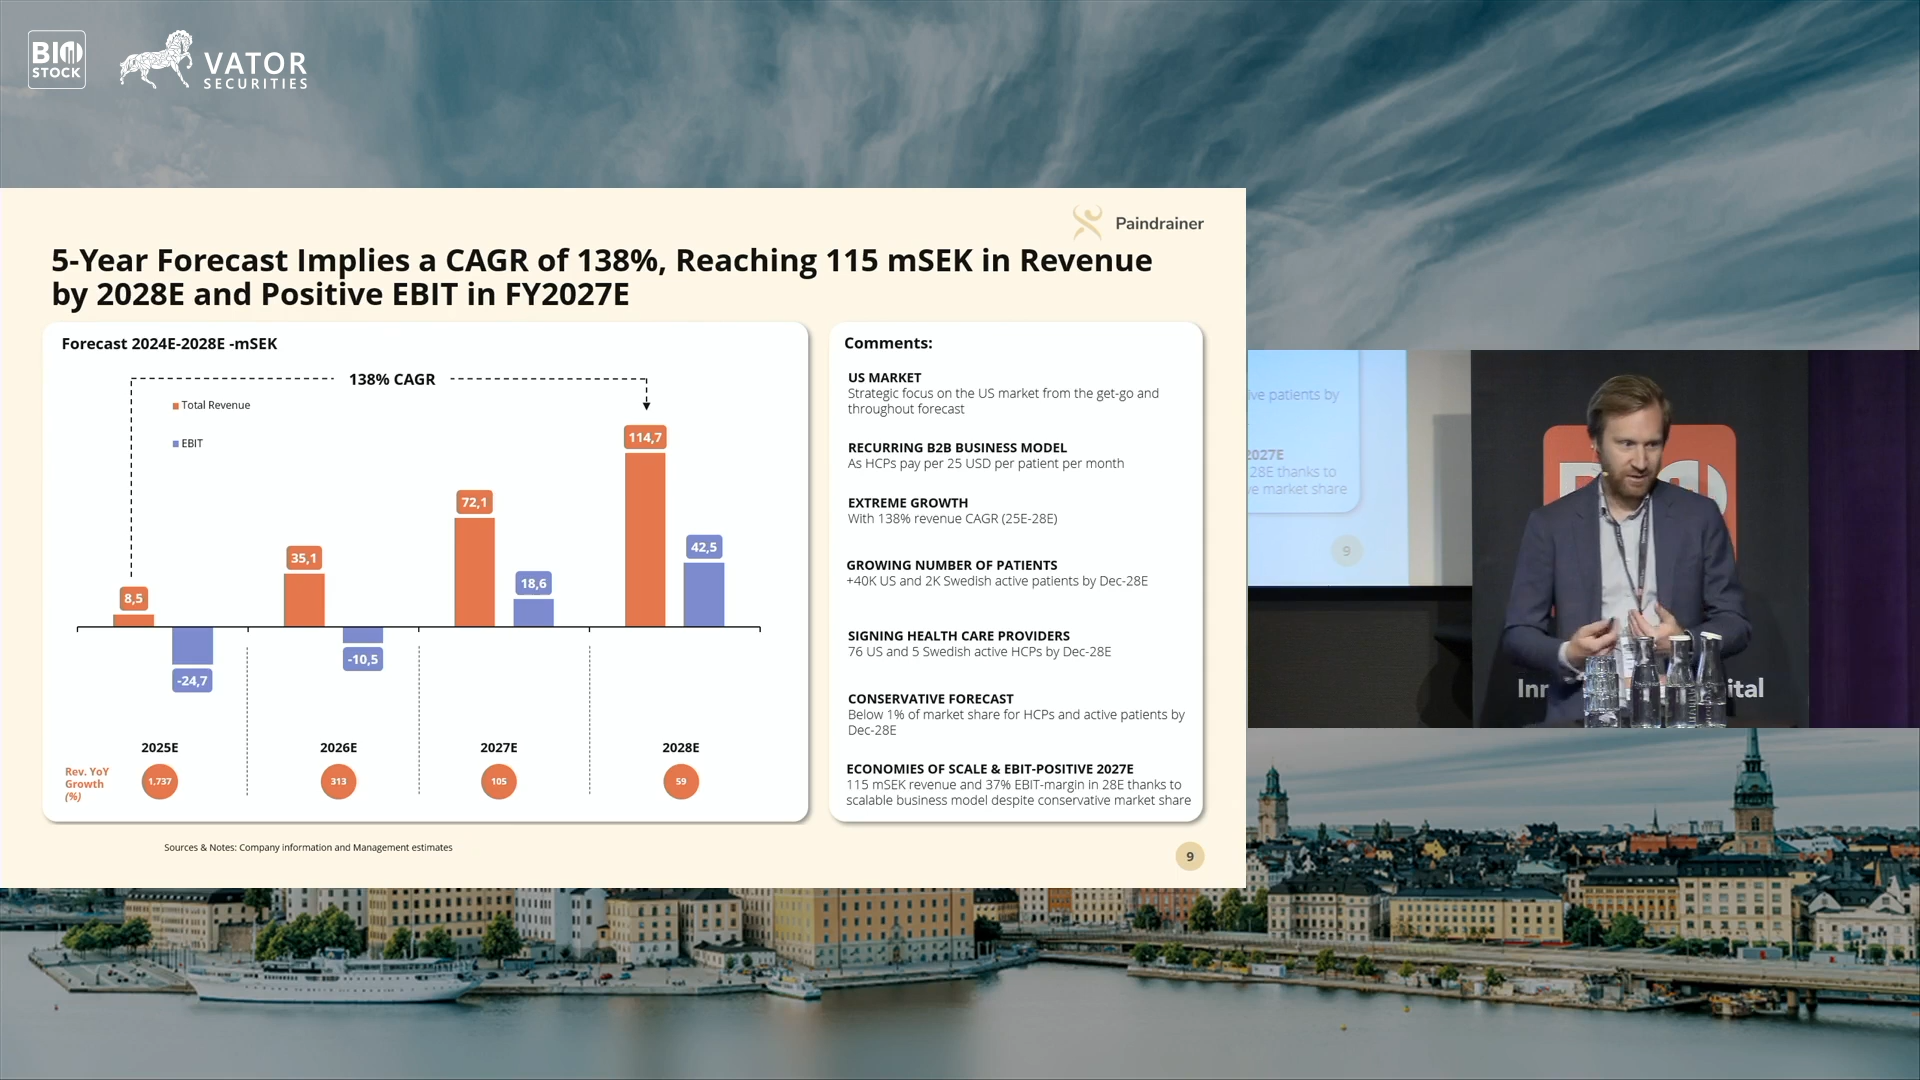 BIO
STOCK
VATOR
SECURITIES
Paindrainer
5-Year Forecast Implies a CAGR of 138%, Reaching 115 mSEK in Revenue
by 2028E and Positive EBIT in FY2027E
Forecast 2024E-2028E -mSEK
138% CAGR
Total Revenue
EBIT
8,5
-24,7
35,1
-10,5
72,1
18,6
114,7
42,5
2025E
2026E
2027E
2028E
Rev. YoY
Growth
(%)
1,737
313
105
59
Comments:
US MARKET
Strategic focus on the US market from the get-go and
throughout forecast
RECURRING B2B BUSINESS MODEL
As HCPs pay per 25 USD per patient per month
EXTREME GROWTH
With 138% revenue CAGR (25E-28E)
GROWING NUMBER OF PATIENTS
+40K US and 2K Swedish active patients by Dec-28E
SIGNING HEALTH CARE PROVIDERS
76 US and 5 Swedish active HCPs by Dec-28E
CONSERVATIVE FORECAST
Below 1% of market share for HCPs and active patients by
Dec-28E
ECONOMIES OF SCALE & EBIT-POSITIVE 2027E
115 mSEK revenue and 37% EBIT-margin in 28E thanks to
scalable business model despite conservative market share
Sources & Notes: Company information and Management estimates
9
ive patients by
2027E
28E thanks to
ve market share
9
Inr
ital